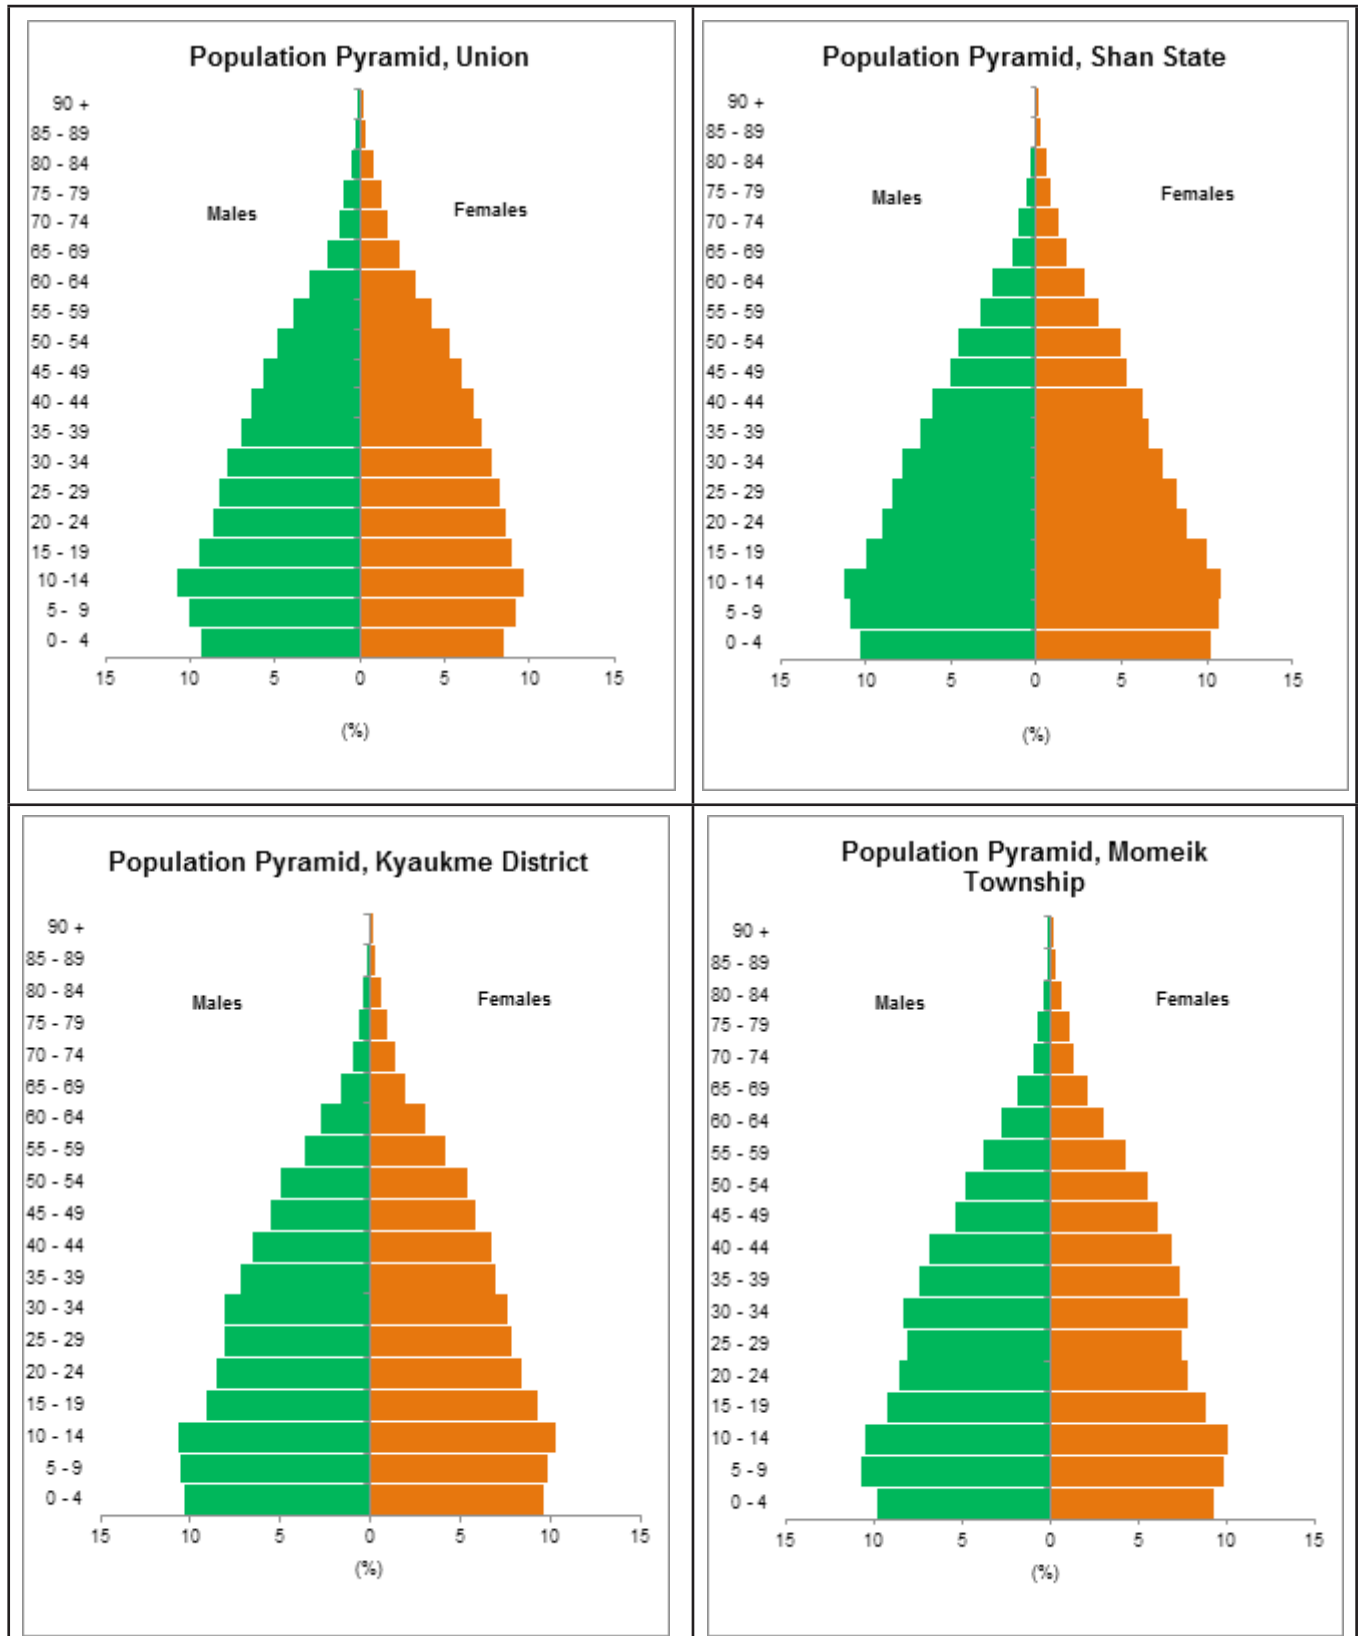 Population Pyramid, Union
90 +
85 - 89
80 - 84
75 - 79
70 - 74
65 - 69
60 - 64
55 - 59
50 - 54
45 - 49
40 - 44
35 - 39
30 - 34
25 - 29
20 - 24
15 - 19
10 -14
5 - 9
0 - 4
Males
Females
15 10 5 0 5 10 15
(%)
Population Pyramid, Shan State
90 +
85 - 89
80 - 84
75 - 79
70 - 74
65 - 69
60 - 64
55 - 59
50 - 54
45 - 49
40 - 44
35 - 39
30 - 34
25 - 29
20 - 24
15 - 19
10 - 14
5 - 9
0 - 4
Males
Females
15 10 5 0 5 10 15
(%)
Population Pyramid, Kyaukme District
90 +
85 - 89
80 - 84
75 - 79
70 - 74
65 - 69
60 - 64
55 - 59
50 - 54
45 - 49
40 - 44
35 - 39
30 - 34
25 - 29
20 - 24
15 - 19
10 - 14
5 - 9
0 - 4
Males
Females
15 10 5 0 5 10 15
(%)
Population Pyramid, Momeik
Township
90 +
85 - 89
80 - 84
75 - 79
70 - 74
65 - 69
60 - 64
55 - 59
50 - 54
45 - 49
40 - 44
35 - 39
30 - 34
25 - 29
20 - 24
15 - 19
10 - 14
5 - 9
0 - 4
Males
Females
15 10 5 0 5 10 15
(%)